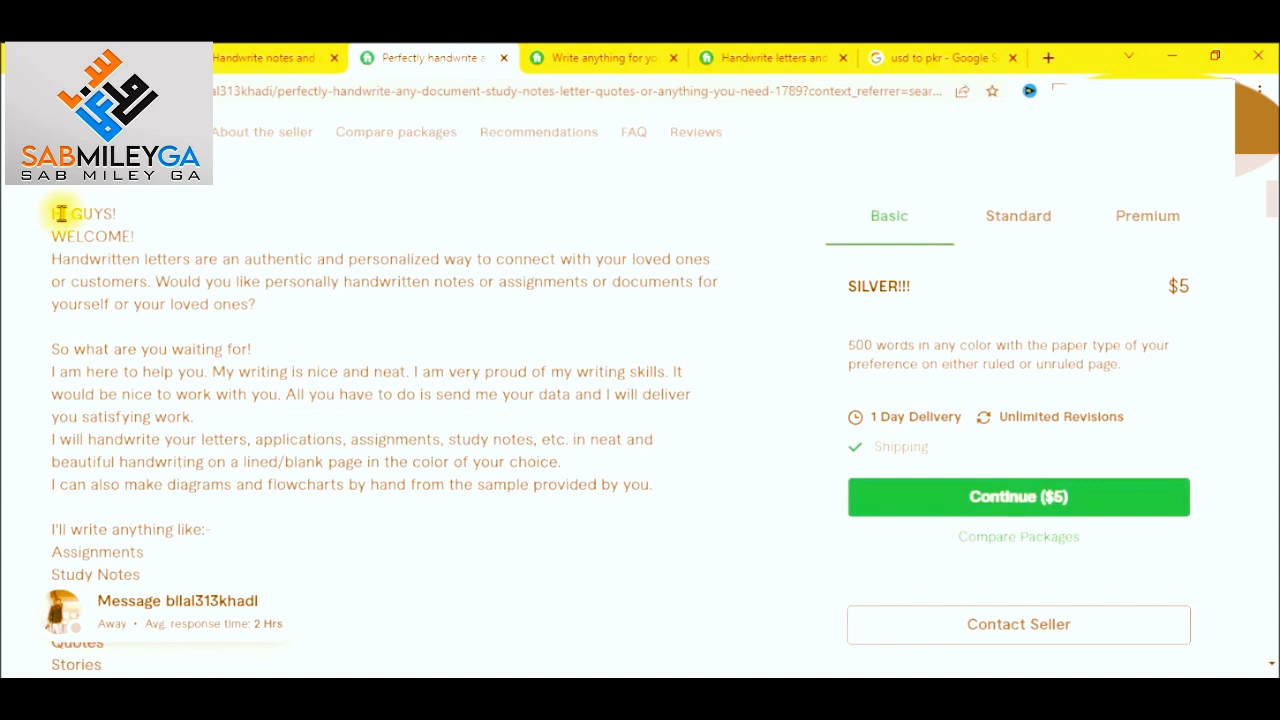 Handwrite notes and
Perfectly handwrite a
Write anything for yo
Handwrite letters and
usd to pkr - Google S
al313khadi/perfectly-handwrite-any-document-study-notes-letter-quotes-or-anything-you-need-1789?context_referrer=sear...
SABMILEYGA
SAB MILEY GA
About the seller
Compare packages
Recommendations
FAQ
Reviews
HI GUYS!
WELCOME!
Handwritten letters are an authentic and personalized way to connect with your loved ones
or customers. Would you like personally handwritten notes or assignments or documents for
yourself or your loved ones?
So what are you waiting for!
I am here to help you. My writing is nice and neat. I am very proud of my writing skills. It
would be nice to work with you. All you have to do is send me your data and I will deliver
you satisfying work.
I will handwrite your letters, applications, assignments, study notes, etc. in neat and
beautiful handwriting on a lined/blank page in the color of your choice.
I can also make diagrams and flowcharts by hand from the sample provided by you.
I'll write anything like:-
Assignments
Study Notes
Message bilal313khadi
Away • Avg. response time: 2 Hrs
Quotes
Stories
Basic
Standard
Premium
SILVER!!!
$5
500 words in any color with the paper type of your
preference on either ruled or unruled page.
1 Day Delivery
Unlimited Revisions
Shipping
Continue ($5)
Compare Packages
Contact Seller